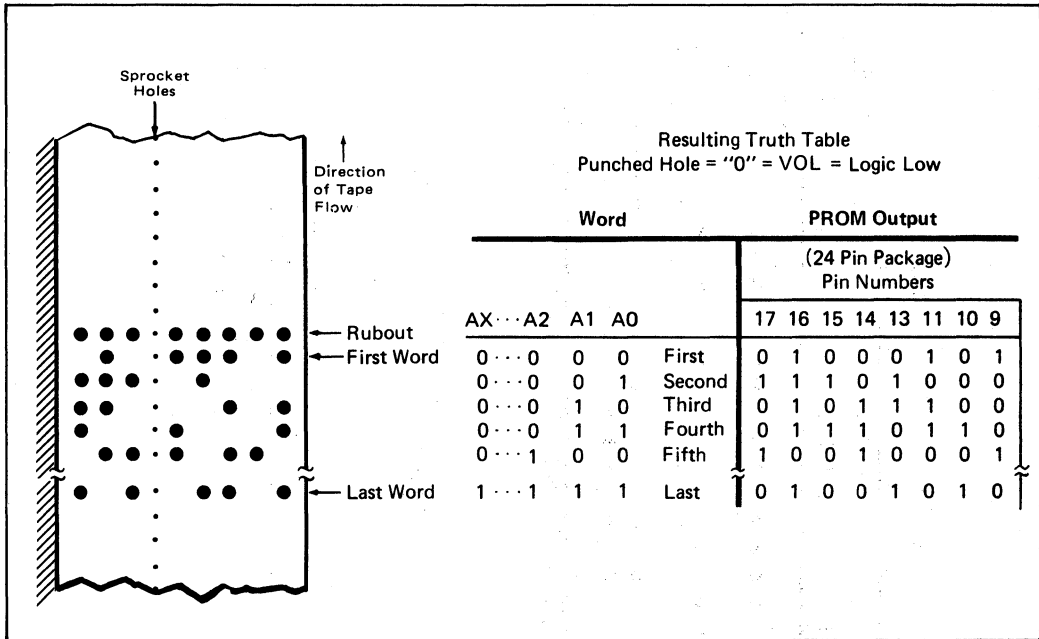 Sprocket
Holes
Direction
of Tape
Flow
Rubout
First Word
Last Word
Resulting Truth Table
Punched Hole = "0" = VOL = Logic Low
Word PROM Output
(24 Pin Package)
Pin Numbers
AX···A2 A1 A0 17 16 15 14 13 11 10 9
0···0 0 0 First 0 1 0 0 0 1 0 1
0···0 0 1 Second 1 1 1 0 1 0 0 0
0···0 1 0 Third 0 1 0 1 1 1 0 0
0···0 1 1 Fourth 0 1 1 1 0 1 1 0
0···1 0 0 Fifth 1 0 0 1 0 0 0 1
1···1 1 1 Last 0 1 0 0 1 0 1 0